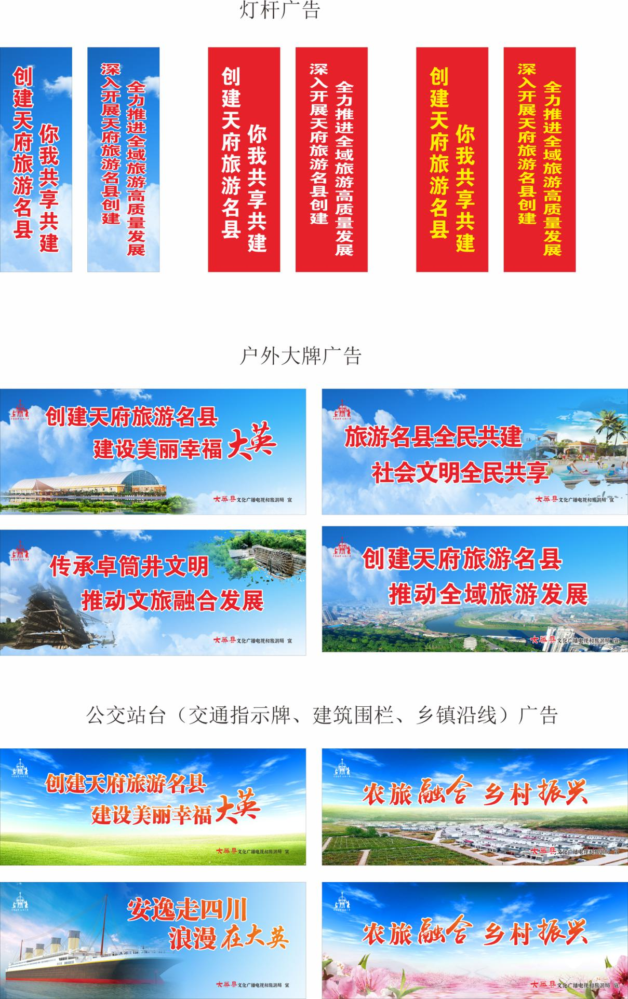 灯杆广告
创建天府旅游名县
你我共享共建
深入开展天府旅游名县创建
全力推进全域旅游高质量发展
创建天府旅游名县
你我共享共建
深入开展天府旅游名县创建
全力推进全域旅游高质量发展
创建天府旅游名县
你我共享共建
深入开展天府旅游名县创建
全力推进全域旅游高质量发展
户外大牌广告
创建天府旅游名县
建设美丽幸福大英
大英县文化广播电视和旅游局 宣
旅游名县全民共建
社会文明全民共享
大英县文化广播电视和旅游局 宣
传承卓筒井文明
推动文旅融合发展
大英县文化广播电视和旅游局 宣
创建天府旅游名县
推动全域旅游发展
大英县文化广播电视和旅游局 宣
公交站台（交通指示牌、建筑围栏、乡镇沿线）广告
创建天府旅游名县
建设美丽幸福大英
大英县文化广播电视和旅游局 宣
农旅融合 乡村振兴
大英县文化广播电视和旅游局 宣
安逸走四川
浪漫在大英
大英县文化广播电视和旅游局 宣
农旅融合 乡村振兴
大英县文化广播电视和旅游局 宣